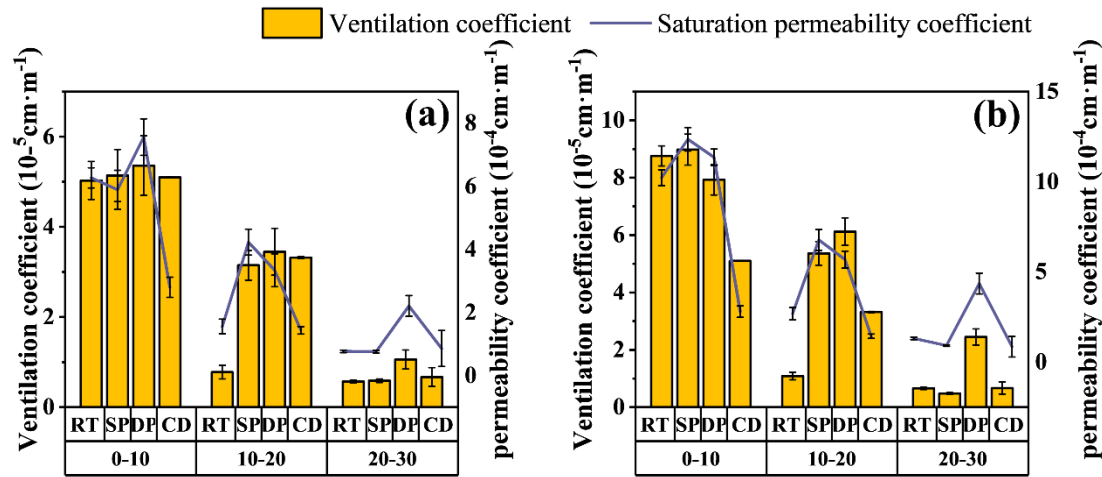 Ventilation coefficient Saturation permeability coefficient
(a)
Ventilation coefficient (10-⁵cm·m⁻¹)
6
4
2
0
8
6
4
2
0
permeability coefficient (10⁻⁴cm·m⁻¹)
RT SP DP CD RT SP DP CD RT SP DP CD
0-10 10-20 20-30
(b)
Ventilation coefficient (10⁻⁵cm·m⁻¹)
10
8
6
4
2
0
15
10
5
0
permeability coefficient (10⁻⁴cm·m⁻¹)
RT SP DP CD RT SP DP CD RT SP DP CD
0-10 10-20 20-30